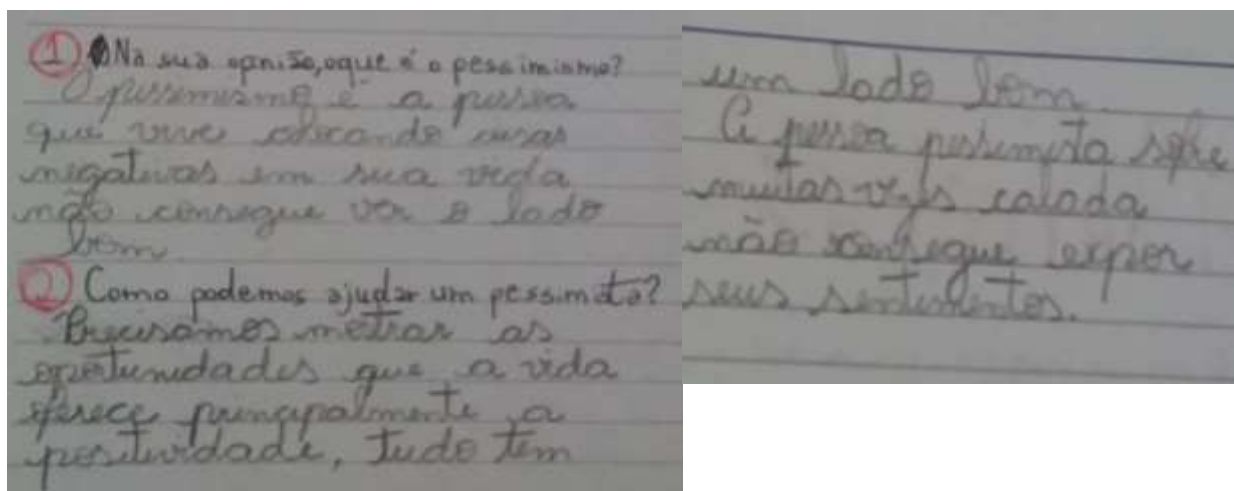 ① Na sua opnião, oque é o pessimismo?
O pessimismo é a pessoa
que vive colocando coisas
negativas em sua vida
não consegue ver o lado
bom.
② Como podemos ajudar um pessimista?
Precisamos mostrar as
oportunidades que a vida
oferece principalmente a
positividade, tudo tem
um lado bom.
A pessoa pessimista sofre
muitas vezes calada
não consegue expor
seus sentimentos.